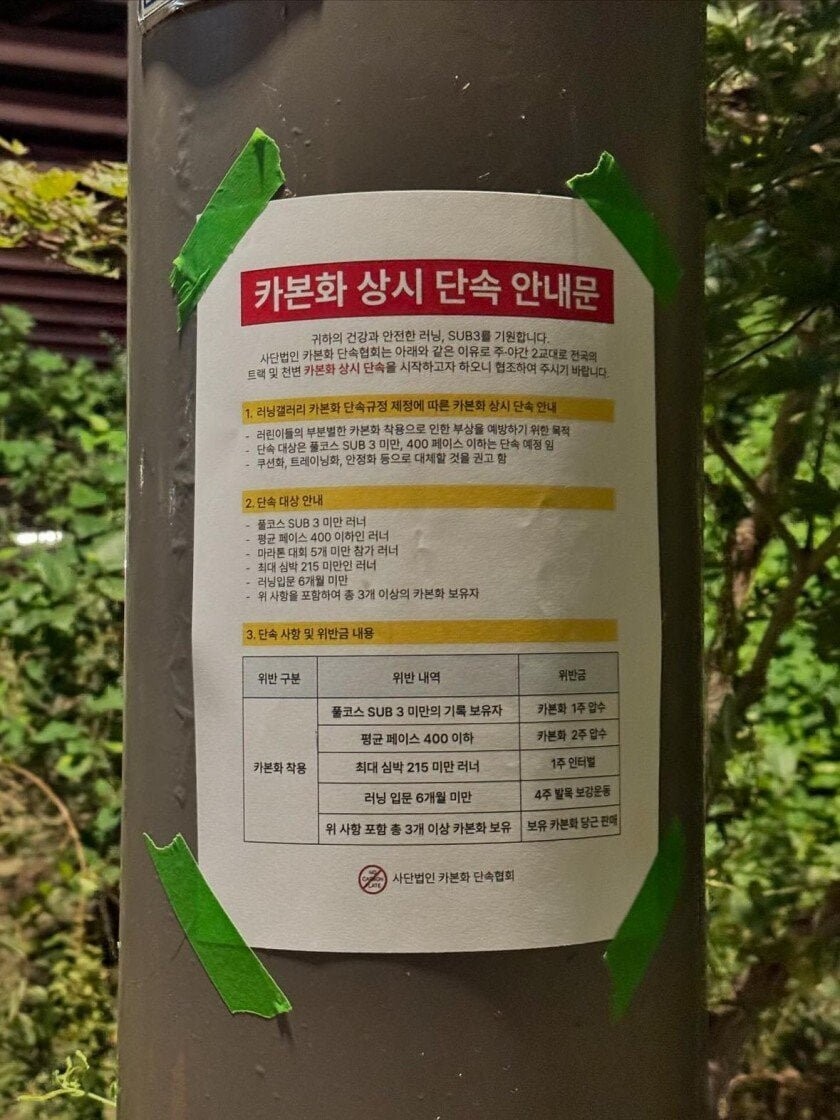 카본화 상시 단속 안내문
귀하의 건강과 안전한 러닝, SUB3를 기원합니다.
사단법인 카본화 단속협회는 아래와 같은 이유로 주·야간 2교대로 전국의
트랙 및 천변 카본화 상시 단속을 시작하고자 하오니 협조하여 주시기 바랍니다.
1. 러닝갤러리 카본화 단속규정 제정에 따른 카본화 상시 단속 안내
- 러린이들의 부분별한 카본화 착용으로 인한 부상을 예방하기 위한 목적
- 단속 대상은 풀코스 SUB 3 미만, 400 페이스 이하는 단속 예정 임
- 쿠션화, 트레이닝화, 안정화 등으로 대체할 것을 권고 함
2. 단속 대상 안내
- 풀코스 SUB 3 미만 러너
- 평균 페이스 400 이하인 러너
- 마라톤 대회 5개 미만 참가 러너
- 최대 심박 215 미만인 러너
- 러닝입문 6개월 미만
- 위 사항을 포함하여 총 3개 이상의 카본화 보유자
3. 단속 사항 및 위반금 내용
위반 구분 위반 내역 위반금
카본화 착용
풀코스 SUB 3 미만의 기록 보유자 카본화 1주 압수
평균 페이스 400 이하 카본화 2주 압수
최대 심박 215 미만 러너 1주 인터벌
러닝 입문 6개월 미만 4주 발목 보강운동
위 사항 포함 총 3개 이상 카본화 보유 보유 카본화 당근 판매
사단법인 카본화 단속협회